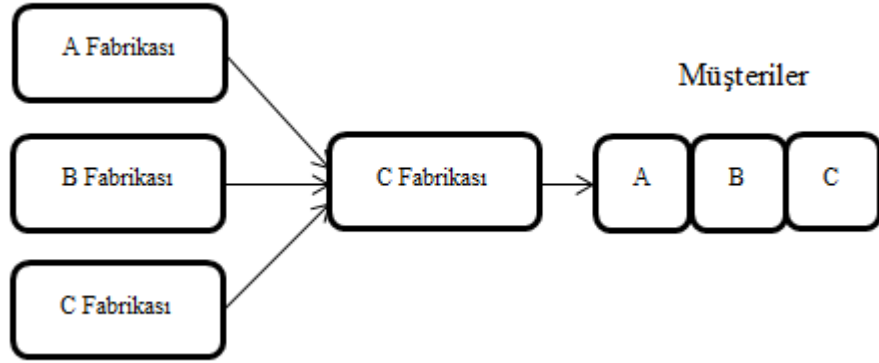 A Fabrikası
Müşteriler
B Fabrikası
C Fabrikası
A
B
C
C Fabrikası